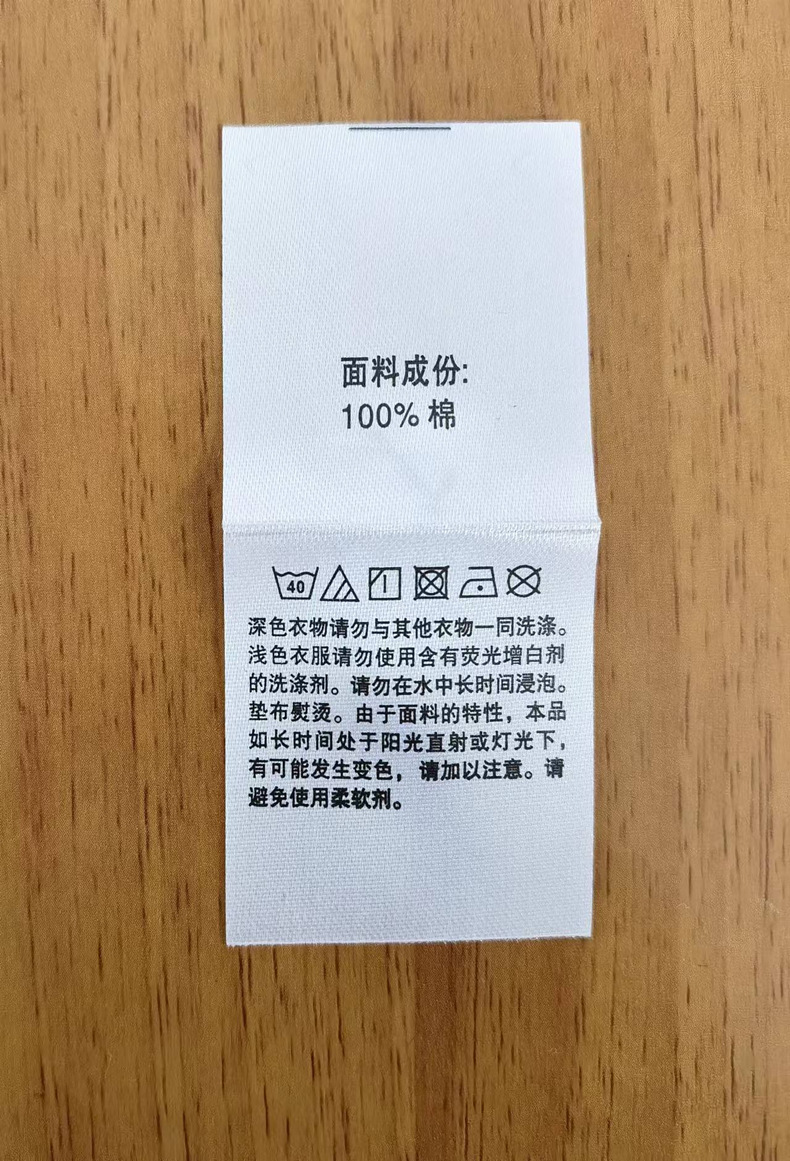 面料成份:
100% 棉
40
深色衣物请勿与其他衣物一同洗涤。
浅色衣服请勿使用含有荧光增白剂
的洗涤剂。请勿在水中长时间浸泡。
垫布熨烫。由于面料的特性，本品
如长时间处于阳光直射或灯光下，
有可能发生变色，请加以注意。请
避免使用柔软剂。